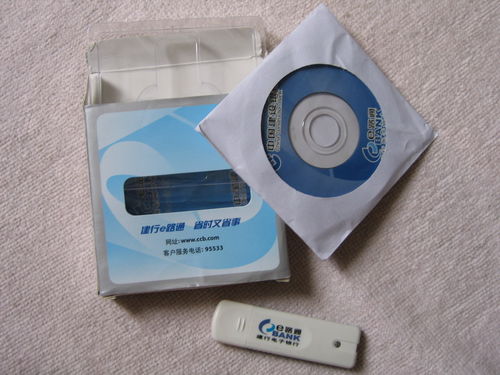 建行e路通 省时又省事
网址:www.ccb.com
客户服务电话:95533
中国建设银行
e路通
BANK
e路通
BANK
建行电子银行